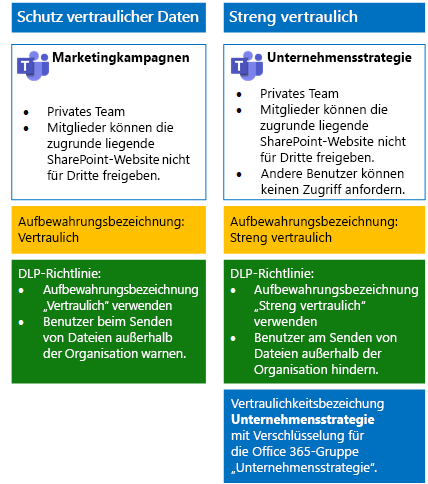 Schutz vertraulicher Daten
Marketingkampagnen
• Privates Team
• Mitglieder können die
zugrunde liegende
SharePoint-Website nicht
für Dritte freigeben.
Aufbewahrungsbezeichnung:
Vertraulich
DLP-Richtlinie:
• Aufbewahrungsbezeichnung
„Vertraulich“ verwenden
• Benutzer beim Senden
von Dateien außerhalb
der Organisation warnen.
Streng vertraulich
Unternehmensstrategie
• Privates Team
• Mitglieder können die
zugrunde liegende
SharePoint-Website nicht
für Dritte freigeben.
• Andere Benutzer können
keinen Zugriff anfordern.
Aufbewahrungsbezeichnung:
Streng vertraulich
DLP-Richtlinie:
• Aufbewahrungsbezeichnung
„Streng vertraulich“
verwenden
• Benutzer am Senden von
Dateien außerhalb der
Organisation hindern.
Vertraulichkeitsbezeichung
Unternehmensstrategie
mit Verschlüsselung für
die Office 365-Gruppe
„Unternehmensstrategie“.